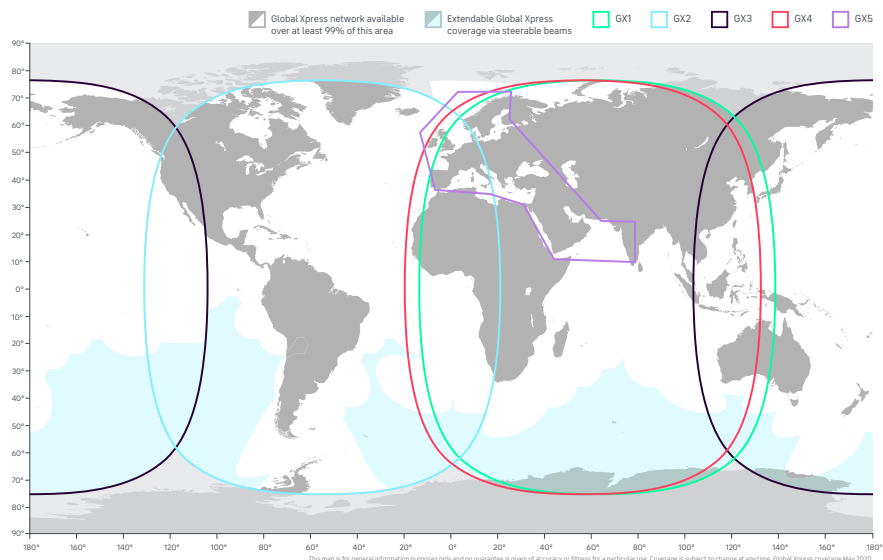 Global Xpress network available
over at least 99% of this area
Extendable Global Xpress
coverage via steerable beams
GX1
GX2
GX3
GX4
GX5
90°
80°
70°
60°
50°
40°
30°
20°
10°
0°
10°
20°
30°
40°
50°
60°
70°
80°
90°
180° 160° 140° 120° 100° 80° 60° 40° 20° 0° 20° 40° 60° 80° 100° 120° 140° 160° 180°
This map is for general information purposes only and no guarantee is given of accuracy or fitness for a particular use. Coverage is subject to change at any time. Global Xpress coverage May 2020.